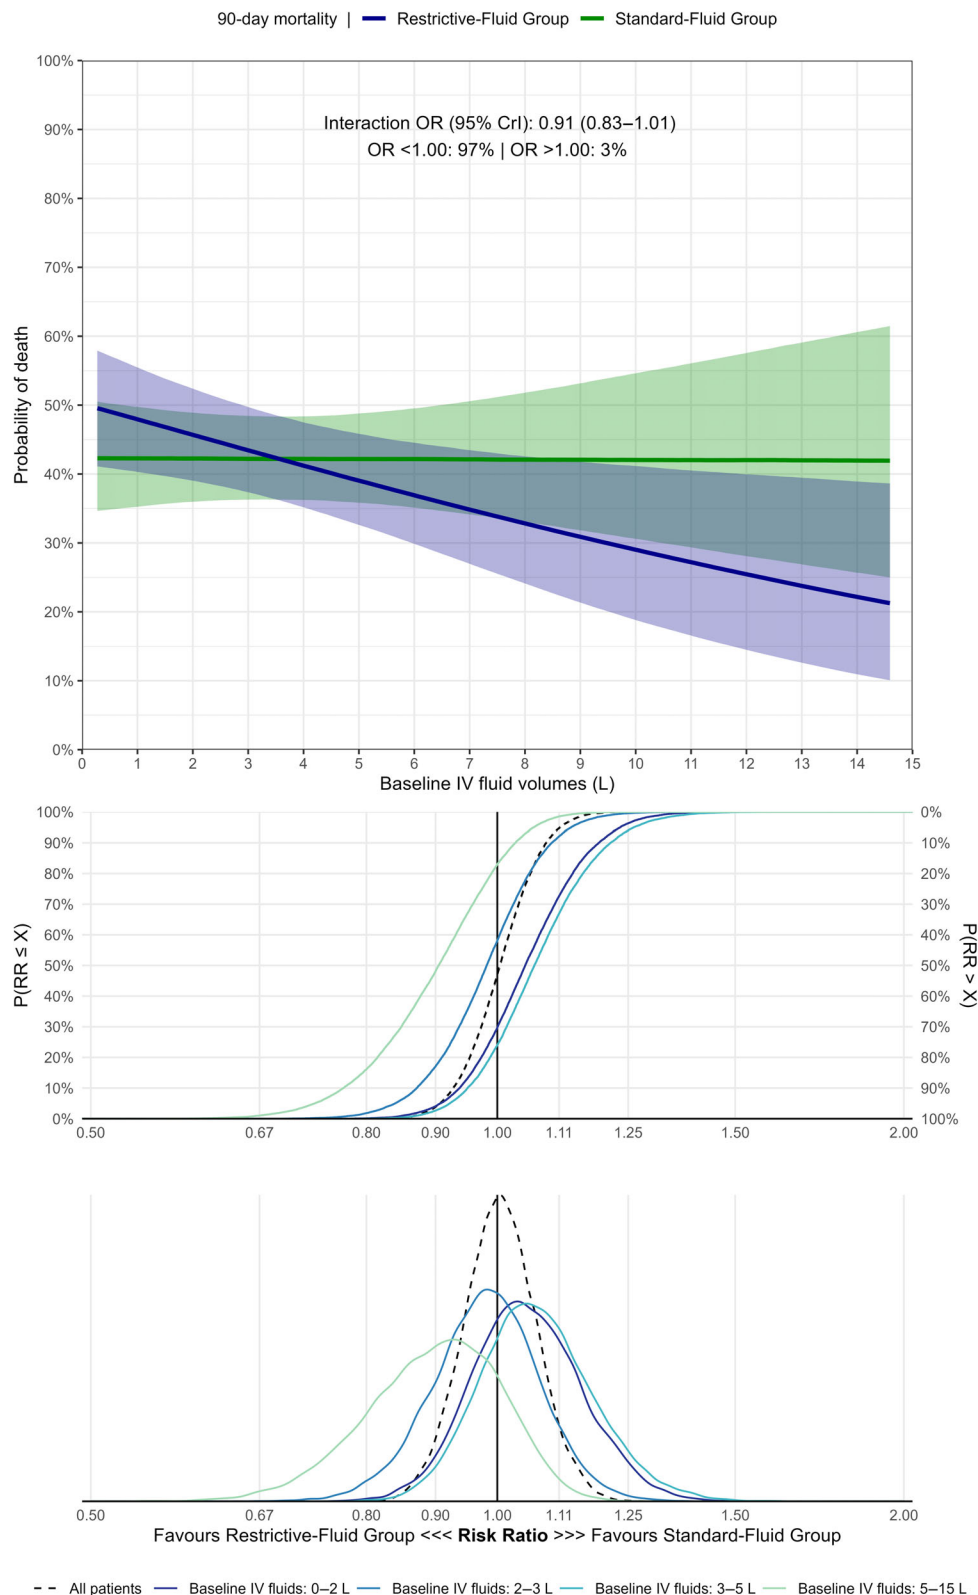 90-day mortality | Restrictive-Fluid Group Standard-Fluid Group
100%
90%
80%
70%
60%
50%
40%
30%
20%
10%
0%
Probability of death
Interaction OR (95% CrI): 0.91 (0.83–1.01)
OR <1.00: 97% | OR >1.00: 3%
0 1 2 3 4 5 6 7 8 9 10 11 12 13 14 15
Baseline IV fluid volumes (L)
100% 0%
90% 10%
80% 20%
70% 30%
60% 40%
50% 50%
40% 60%
30% 70%
20% 80%
10% 90%
0% 100%
P(RR ≤ X)
P(RR > X)
0.50 0.67 0.80 0.90 1.00 1.11 1.25 1.50 2.00
0.50 0.67 0.80 0.90 1.00 1.11 1.25 1.50 2.00
Favours Restrictive-Fluid Group <<< Risk Ratio >>> Favours Standard-Fluid Group
All patients Baseline IV fluids: 0–2 L Baseline IV fluids: 2–3 L Baseline IV fluids: 3–5 L Baseline IV fluids: 5–15 L